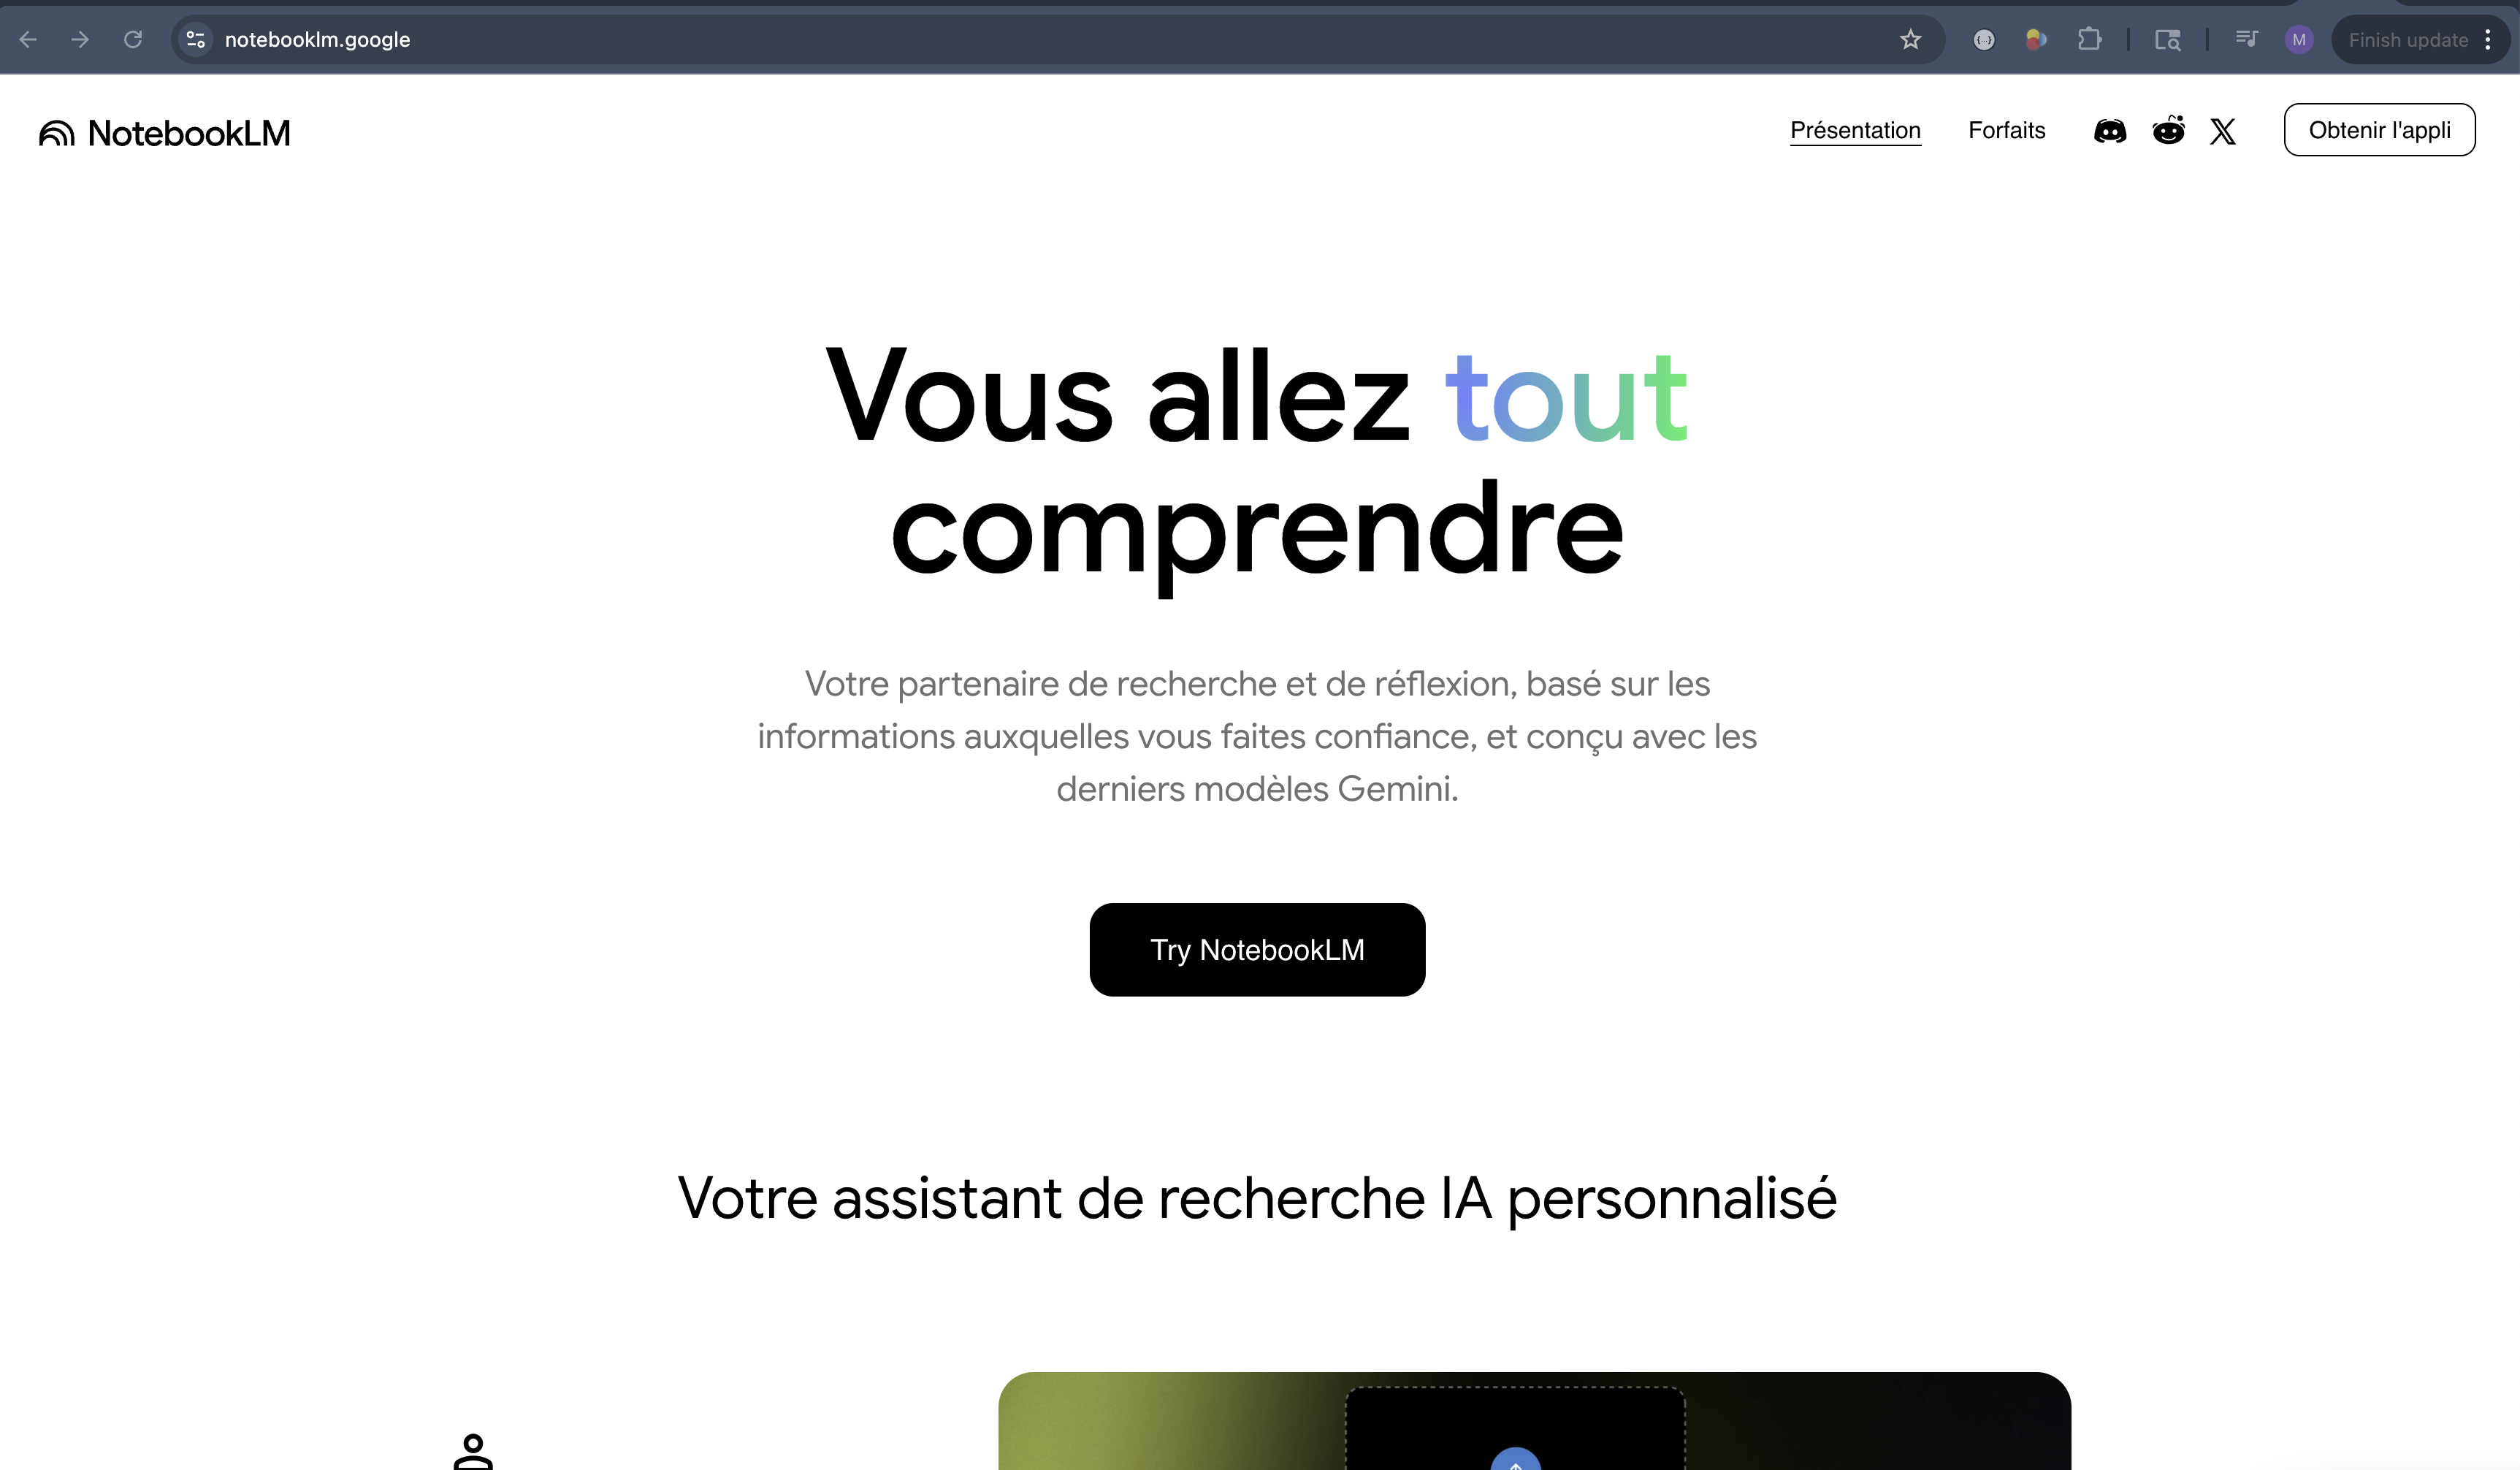 notebooklm.google
M
Finish update
NotebookLM
Présentation
Forfaits
Obtenir l'appli
Vous allez tout
comprendre
Votre partenaire de recherche et de réflexion, basé sur les
informations auxquelles vous faites confiance, et conçu avec les
derniers modèles Gemini.
Try NotebookLM
Votre assistant de recherche IA personnalisé